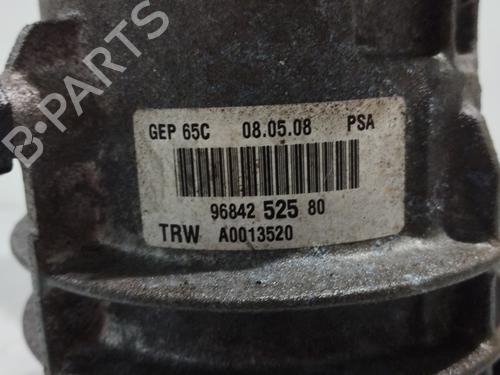 B-PARTS
GEP 65C 08.05.08 PSA
96842 525 80
TRW A0013520